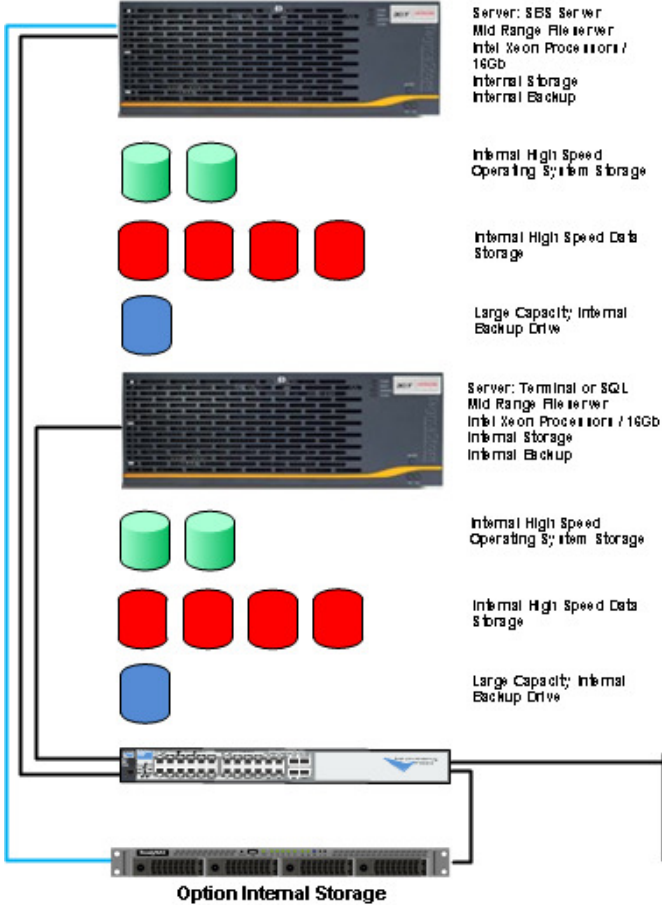 Server: SBS Server
Mid Range Fileserver
Intel Xeon Processors /
16Gb
Internal Storage
Internal Backup
Internal High Speed
Operating System Storage
Internal High Speed Data
Storage
Large Capacity Internal
Backup Drive
Server: Terminal or SQL
Mid Range Fileserver
Intel Xeon Processors / 16Gb
Internal Storage
Internal Backup
Internal High Speed
Operating System Storage
Internal High Speed Data
Storage
Large Capacity Internal
Backup Drive
ReadyNAS
Option Internal Storage